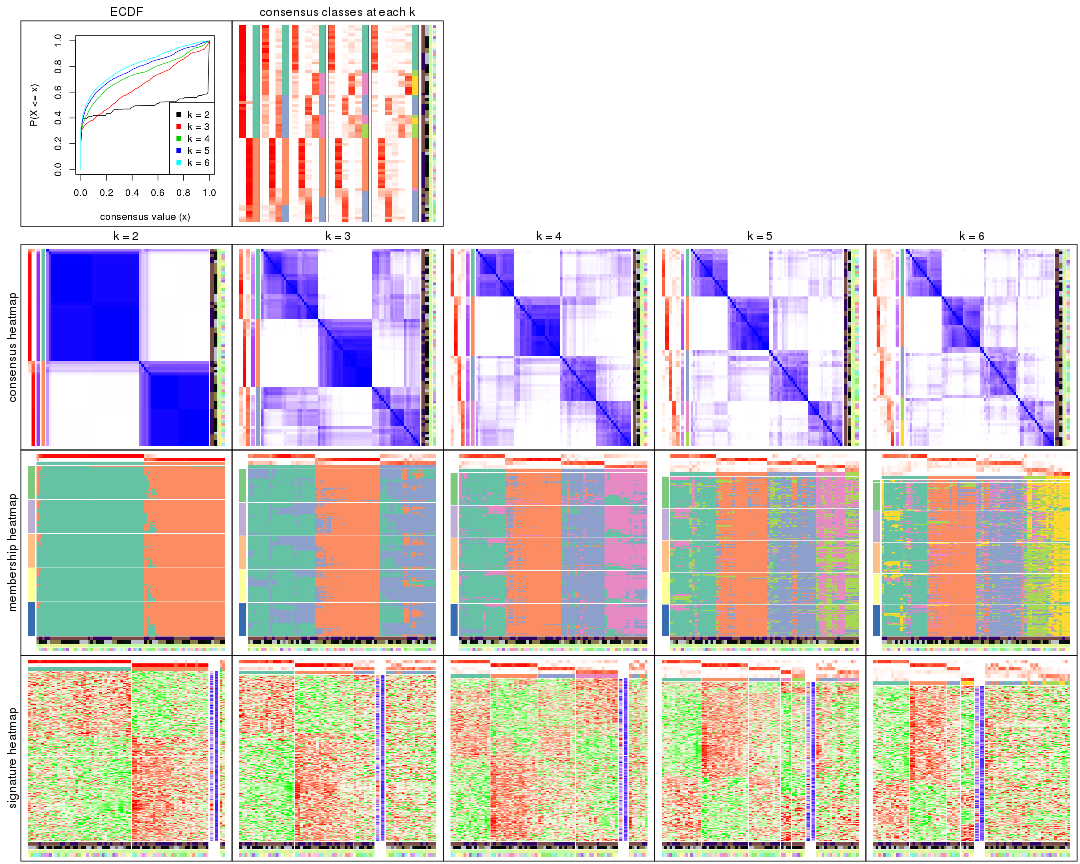 ECDF
consensus classes at each k
P(X <= x)
0.0 0.2 0.4 0.6 0.8 1.0
k = 2
k = 3
k = 4
k = 5
k = 6
0.0 0.2 0.4 0.6 0.8 1.0
consensus value (x)
k = 2 k = 3 k = 4 k = 5 k = 6
consensus heatmap
membership heatmap
signature heatmap